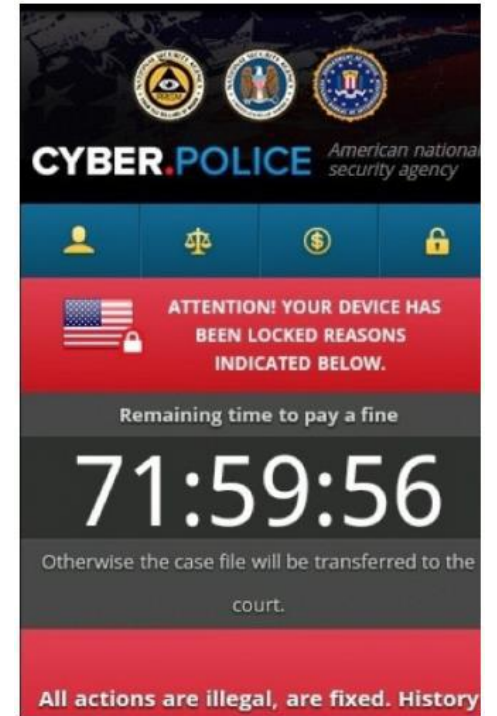 CYBER.POLICE
American national
security agency
ATTENTION! YOUR DEVICE HAS
BEEN LOCKED REASONS
INDICATED BELOW.
Remaining time to pay a fine
71:59:56
Otherwise the case file will be transferred to the
court.
All actions are illegal, are fixed. History